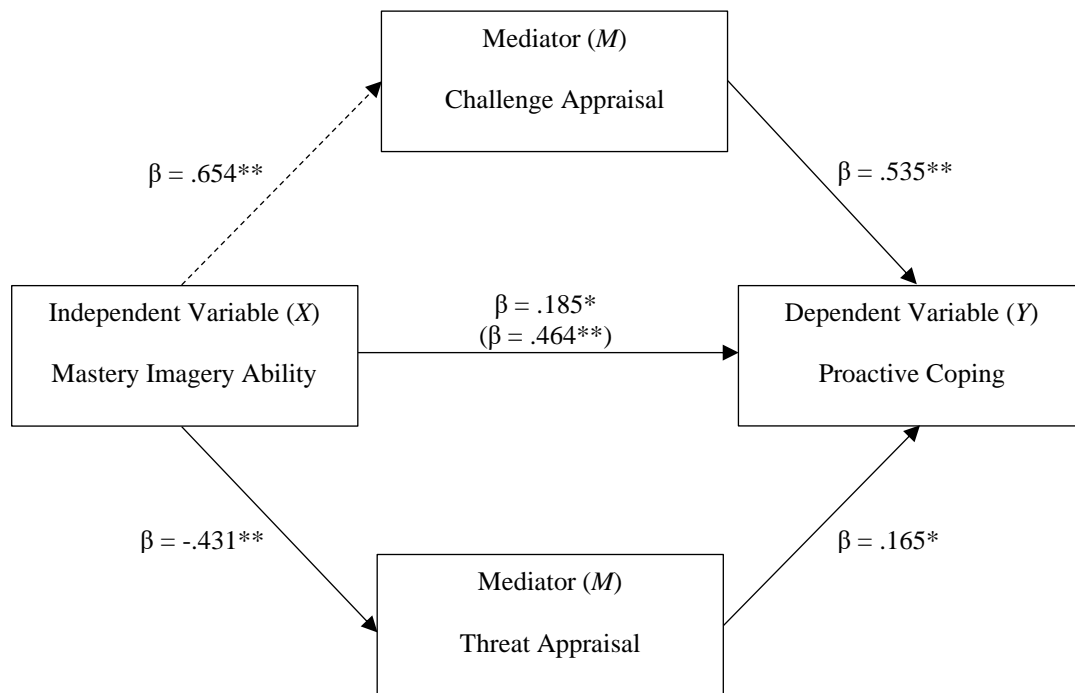 Mediator (M)
Challenge Appraisal
β = .654**
β = .535**
Independent Variable (X)
Mastery Imagery Ability
β = .185*
(β = .464**)
Dependent Variable (Y)
Proactive Coping
β = -.431**
β = .165*
Mediator (M)
Threat Appraisal